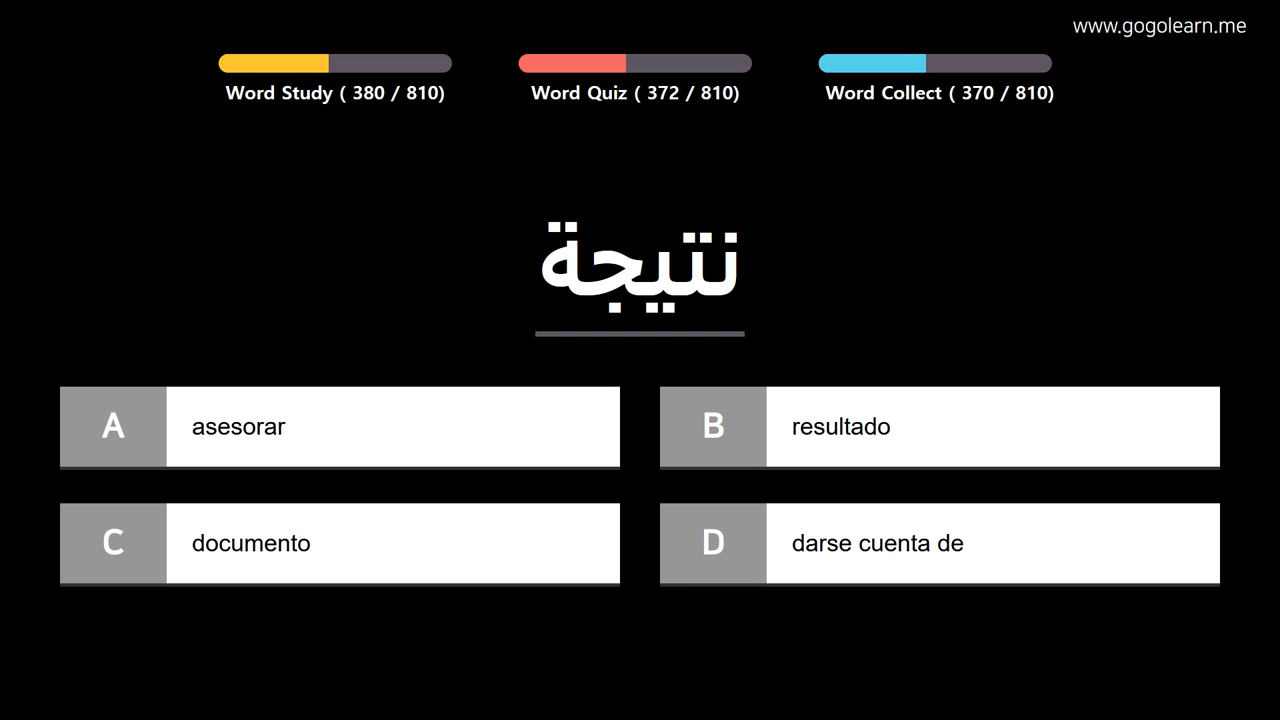 www.gogolearn.me
Word Study ( 380 / 810)
Word Quiz ( 372 / 810)
Word Collect ( 370 / 810)
نتيجة
A asesorar
B resultado
C documento
D darse cuenta de